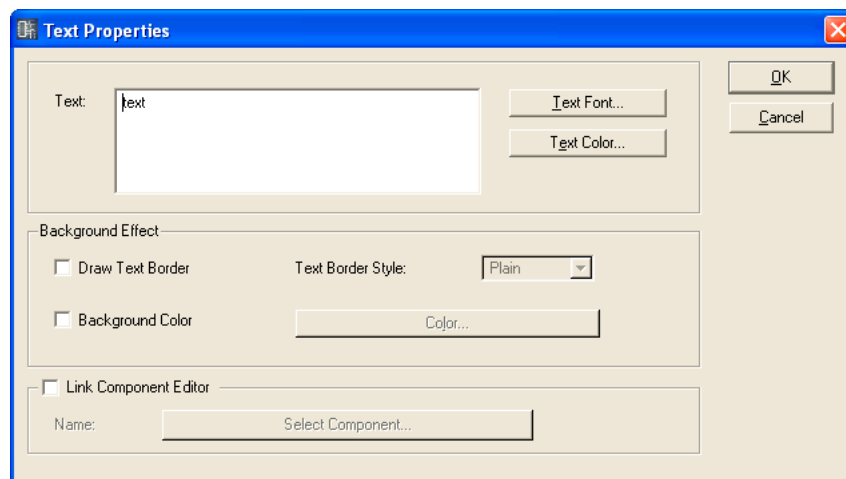 Text Properties
OK
Text:
text
Text Font...
Cancel
Text Color...
Background Effect
Draw Text Border
Text Border Style:
Plain
Background Color
Color...
Link Component Editor
Name:
Select Component...